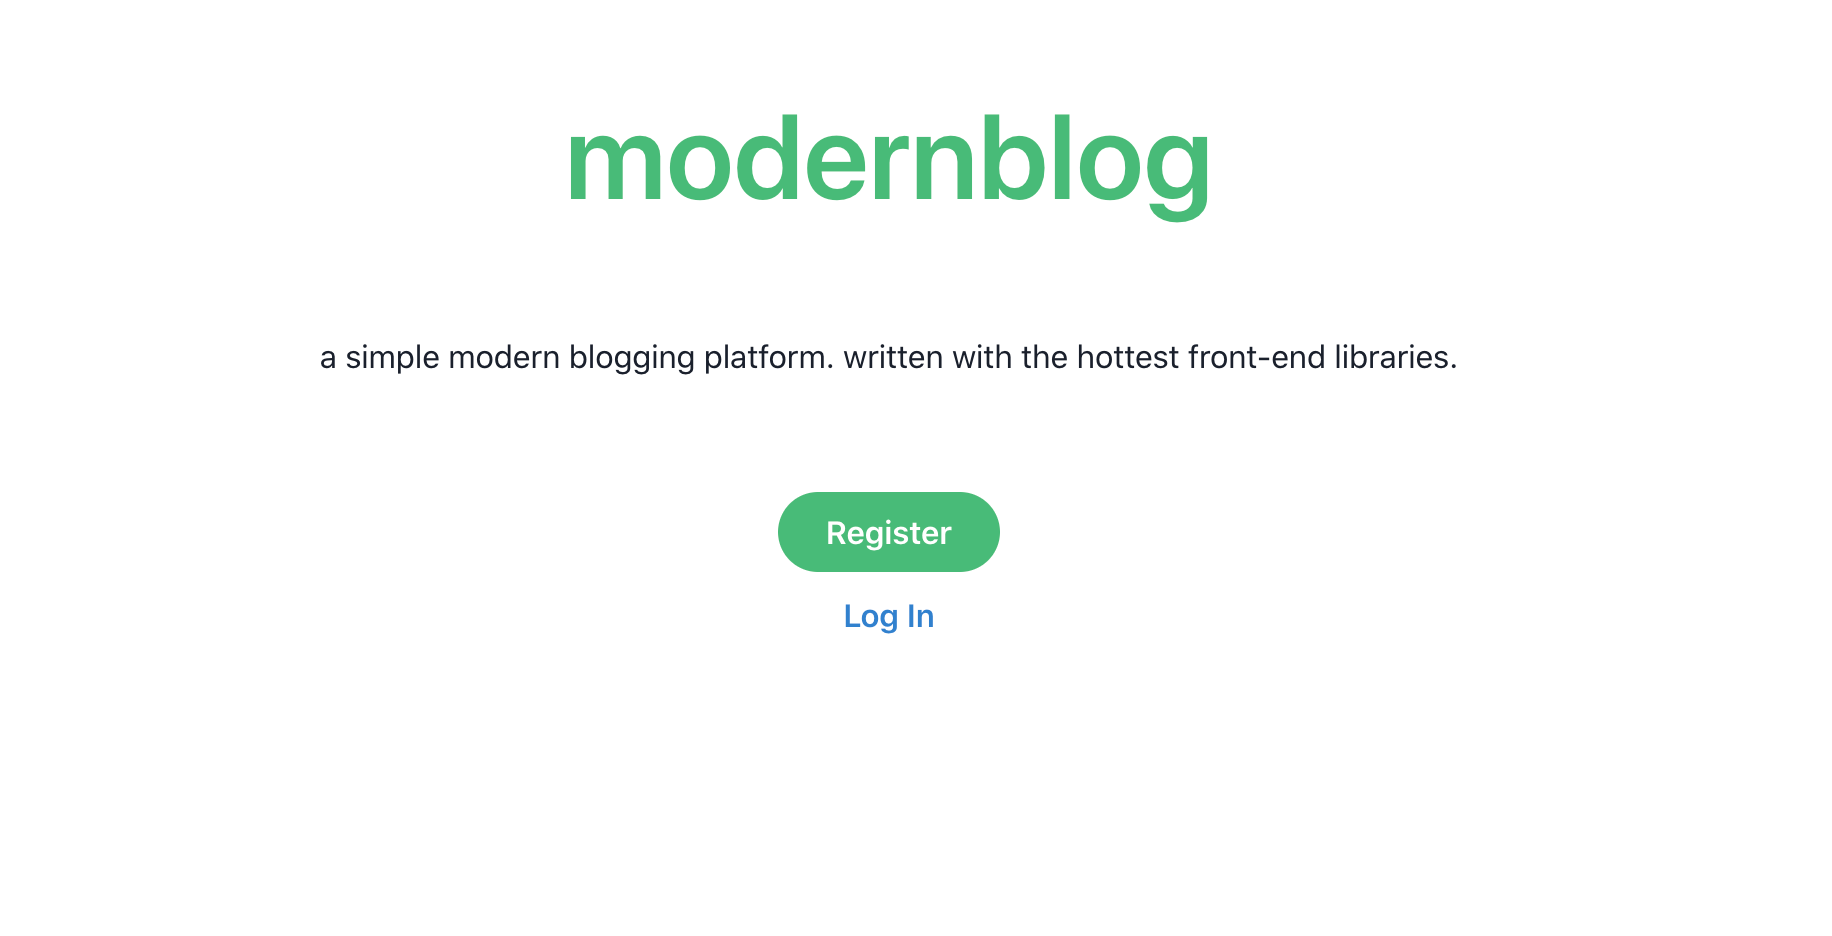 modernblog
a simple modern blogging platform. written with the hottest front-end libraries.
Register
Log In